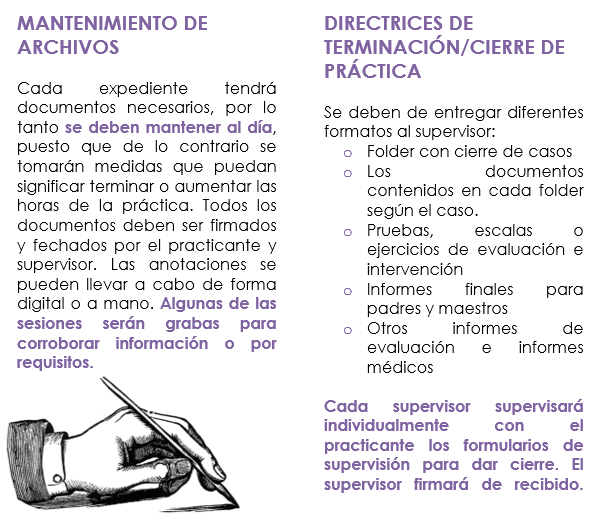 MANTENIMIENTO DE
ARCHIVOS
Cada expediente tendrá
documentos necesarios, por lo
tanto se deben mantener al día,
puesto que de lo contrario se
tomarán medidas que puedan
significar terminar o aumentar las
horas de la práctica. Todos los
documentos deben ser firmados
y fechados por el practicante y
supervisor. Las anotaciones se
pueden llevar a cabo de forma
digital o a mano. Algunas de las
sesiones serán grabas para
corroborar información o por
requisitos.
DIRECTRICES DE
TERMINACIÓN/CIERRE DE
PRÁCTICA
Se deben de entregar diferentes
formatos al supervisor:
o Folder con cierre de casos
o Los documentos
contenidos en cada folder
según el caso.
o Pruebas, escalas o
ejercicios de evaluación e
intervención
o Informes finales para
padres y maestros
o Otros informes de
evaluación e informes
médicos
Cada supervisor supervisará
individualmente con el
practicante los formularios de
supervisión para dar cierre. El
supervisor firmará de recibido.